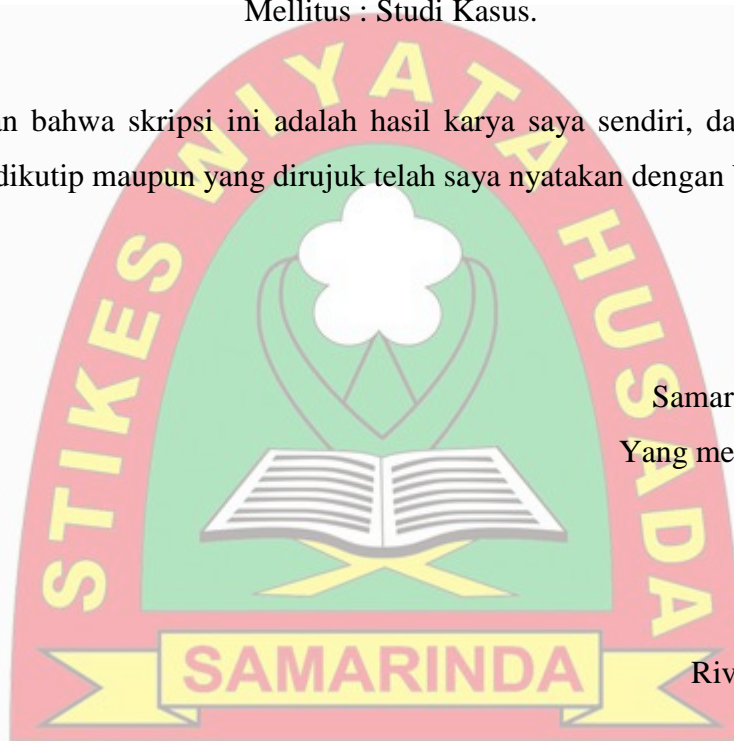 Mellitus : Studi Kasus.
an bahwa skripsi ini adalah hasil karya saya sendiri, da
dikutip maupun yang dirujuk telah saya nyatakan dengan
STIKES WIYATA HUSADA
Samar
Yang me
SAMARINDA
Riv